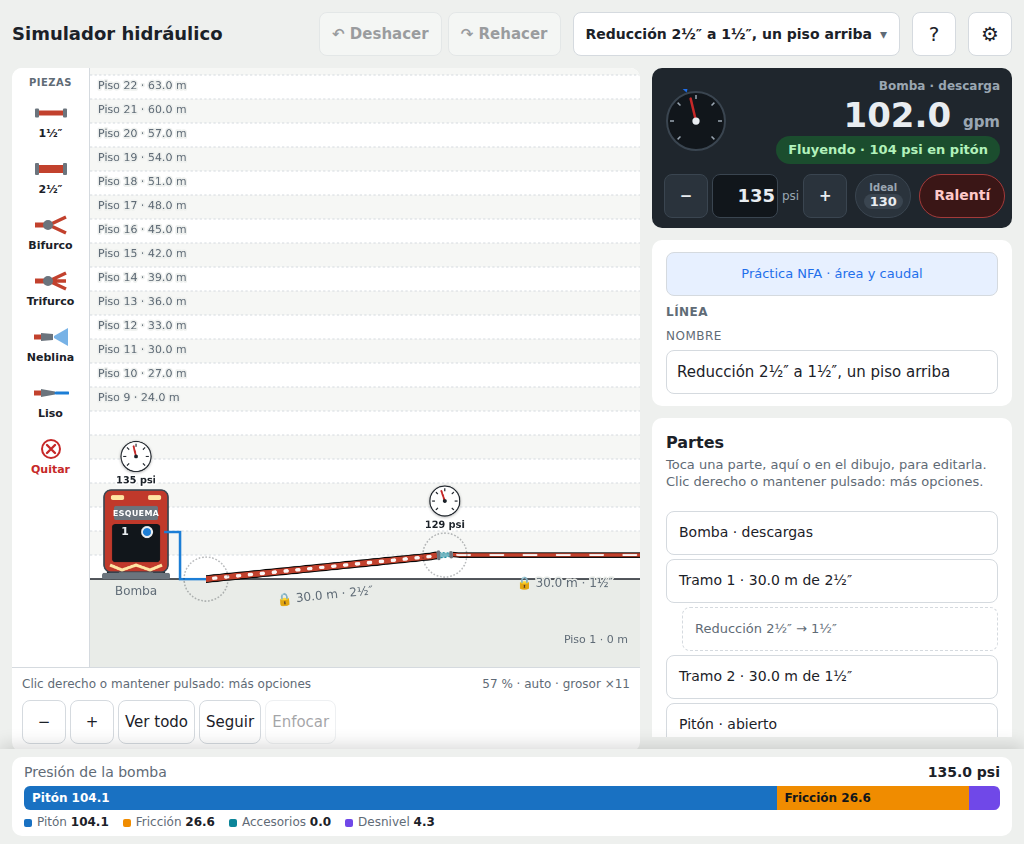 Simulador hidráulico
↶ Deshacer
↷ Rehacer
Reducción 2½″ a 1½″, un piso arriba ▾
?
⚙
PIEZAS
1½″
2½″
Bifurco
Trifurco
Neblina
Liso
Quitar
Piso 22 · 63.0 m
Piso 21 · 60.0 m
Piso 20 · 57.0 m
Piso 19 · 54.0 m
Piso 18 · 51.0 m
Piso 17 · 48.0 m
Piso 16 · 45.0 m
Piso 15 · 42.0 m
Piso 14 · 39.0 m
Piso 13 · 36.0 m
Piso 12 · 33.0 m
Piso 11 · 30.0 m
Piso 10 · 27.0 m
Piso 9 · 24.0 m
135 psi
ESQUEMA
1
Bomba
129 psi
🔒 30.0 m · 2½″
🔒 30.0 m · 1½″
Piso 1 · 0 m
Clic derecho o mantener pulsado: más opciones
57 % · auto · grosor ×11
−
+
Ver todo
Seguir
Enfocar
Bomba · descarga
102.0 gpm
Fluyendo · 104 psi en pitón
−
135 psi
+
Ideal
130
Ralentí
Práctica NFA · área y caudal
LÍNEA
NOMBRE
Reducción 2½″ a 1½″, un piso arriba
Partes
Toca una parte, aquí o en el dibujo, para editarla.
Clic derecho o mantener pulsado: más opciones.
Bomba · descargas
Tramo 1 · 30.0 m de 2½″
Reducción 2½″ → 1½″
Tramo 2 · 30.0 m de 1½″
Pitón · abierto
Presión de la bomba
135.0 psi
Pitón 104.1
Fricción 26.6
Pitón 104.1
Fricción 26.6
Accesorios 0.0
Desnivel 4.3